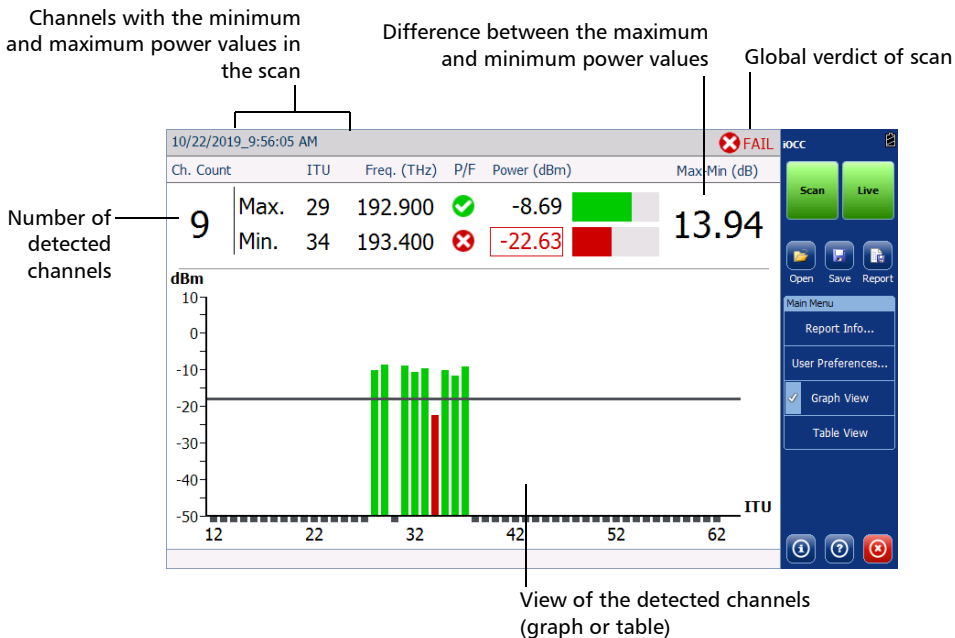 Channels with the minimum
and maximum power values in
the scan
Difference between the maximum
and minimum power values
Global verdict of scan
10/22/2019_9:56:05 AM
FAIL
iOCC
Ch. Count ITU Freq. (THz) P/F Power (dBm) Max-Min (dB)
Scan Live
Number of
detected
channels
9
Max. 29 192.900 -8.69
Min. 34 193.400 -22.63
13.94
Open Save Report
Main Menu
Report Info...
User Preferences...
Graph View
Table View
dBm
10
0
-10
-20
-30
-40
-50
ITU
12 22 32 42 52 62
View of the detected channels
(graph or table)